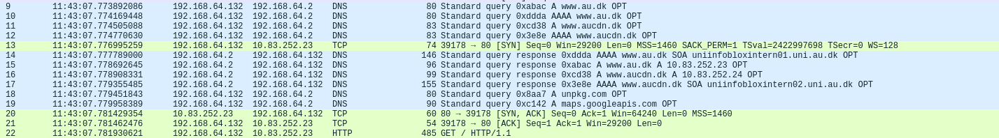 9 11:43:07.773892086 192.168.64.132 192.168.64.2 DNS 80 Standard query 0xabac A www.au.dk OPT
10 11:43:07.774169448 192.168.64.132 192.168.64.2 DNS 80 Standard query 0xddda AAAA www.au.dk OPT
11 11:43:07.774505088 192.168.64.132 192.168.64.2 DNS 83 Standard query 0xcd38 A www.aucdn.dk OPT
12 11:43:07.774770630 192.168.64.132 192.168.64.2 DNS 83 Standard query 0x3e8e AAAA www.aucdn.dk OPT
13 11:43:07.776995259 192.168.64.132 10.83.252.23 TCP 74 39178 → 80 [SYN] Seq=0 Win=29200 Len=0 MSS=1460 SACK_PERM=1 TSval=2422997698 TSecr=0 WS=128
14 11:43:07.777789000 192.168.64.2 192.168.64.132 DNS 146 Standard query response 0xddda AAAA www.au.dk SOA uniinfobloxintern01.uni.au.dk OPT
15 11:43:07.778692645 192.168.64.2 192.168.64.132 DNS 96 Standard query response 0xabac A www.au.dk A 10.83.252.23 OPT
16 11:43:07.778908331 192.168.64.2 192.168.64.132 DNS 99 Standard query response 0xcd38 A www.aucdn.dk A 10.83.252.24 OPT
17 11:43:07.779355485 192.168.64.2 192.168.64.132 DNS 155 Standard query response 0x3e8e AAAA www.aucdn.dk SOA uniinfobloxintern02.uni.au.dk OPT
18 11:43:07.779451843 192.168.64.132 192.168.64.2 DNS 80 Standard query 0x8aa7 A unpkg.com OPT
19 11:43:07.779958389 192.168.64.132 192.168.64.2 DNS 90 Standard query 0xc142 A maps.googleapis.com OPT
20 11:43:07.781429354 10.83.252.23 192.168.64.132 TCP 60 80 → 39178 [SYN, ACK] Seq=0 Ack=1 Win=64240 Len=0 MSS=1460
21 11:43:07.781462476 192.168.64.132 10.83.252.23 TCP 54 39178 → 80 [ACK] Seq=1 Ack=1 Win=29200 Len=0
22 11:43:07.781930621 192.168.64.132 10.83.252.23 HTTP 485 GET / HTTP/1.1